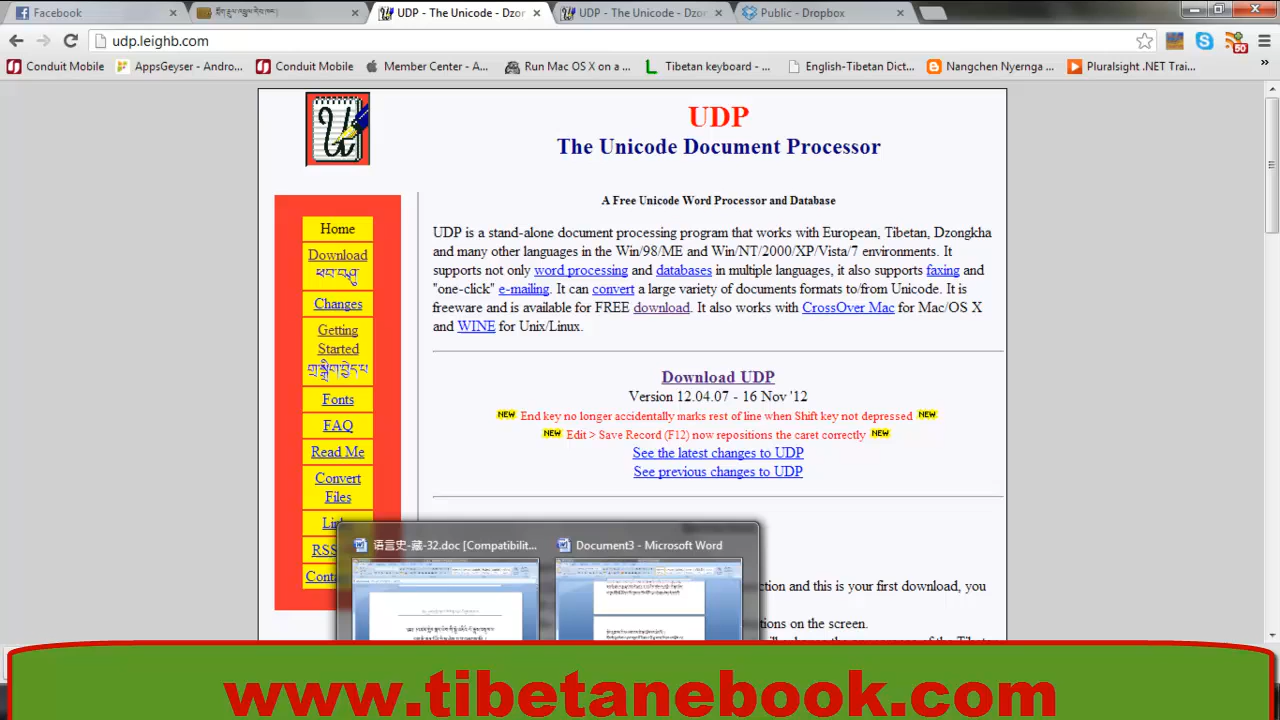 Facebook
UDP - The Unicode - Dzor
UDP - The Unicode - Dzor
Public - Dropbox
udp.leighb.com
50
Conduit Mobile
AppsGeyser - Andro...
Conduit Mobile
Member Center - A...
Run Mac OS X on a ...
Tibetan keyboard - ...
English-Tibetan Dict...
Nangchen Nyernga ...
Pluralsight .NET Trai...
»
UDP
The Unicode Document Processor
Home
Download
ཕབ་བཤུ
Changes
Getting
Started
Fonts
FAQ
Read Me
Convert
Files
RSS
A Free Unicode Word Processor and Database
UDP is a stand-alone document processing program that works with European, Tibetan, Dzongkha
and many other languages in the Win/98/ME and Win/NT/2000/XP/Vista/7 environments. It
supports not only word processing and databases in multiple languages, it also supports faxing and
"one-click" e-mailing. It can convert a large variety of documents formats to/from Unicode. It is
freeware and is available for FREE download. It also works with CrossOver Mac for Mac/OS X
and WINE for Unix/Linux.
Download UDP
Version 12.04.07 - 16 Nov '12
NEW End key no longer accidentally marks rest of line when Shift key not depressed NEW
NEW Edit > Save Record (F12) now repositions the caret correctly NEW
See the latest changes to UDP
See previous changes to UDP
语言史-藏-32.doc [Compatibilit...
Document3 - Microsoft Word
ction and this is your first download, you
tions on the screen.
www.tibetanebook.com